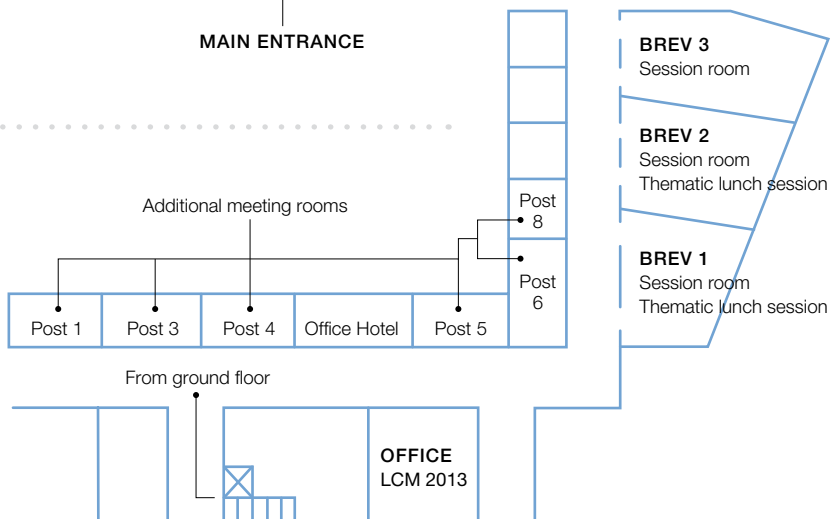 MAIN ENTRANCE
BREV 3
Session room
BREV 2
Session room
Thematic lunch session
Additional meeting rooms
Post
8
BREV 1
Session room
Thematic lunch session
Post
6
Post 1
Post 3
Post 4
Office Hotel
Post 5
From ground floor
OFFICE
LCM 2013